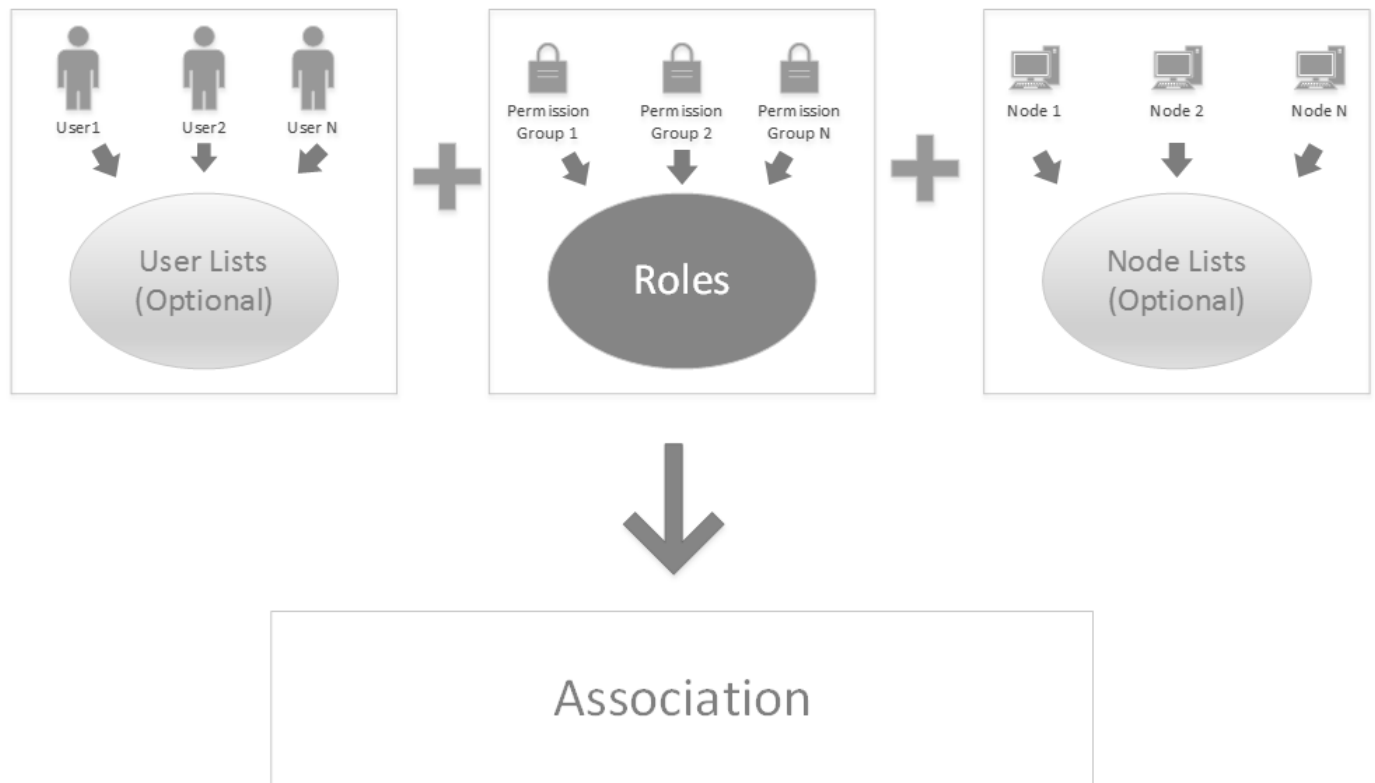 User1
User2
User N
User Lists
(Optional)
Permission
Group 1
Permission
Group 2
Permission
Group N
Roles
Node 1
Node 2
Node N
Node Lists
(Optional)
Association